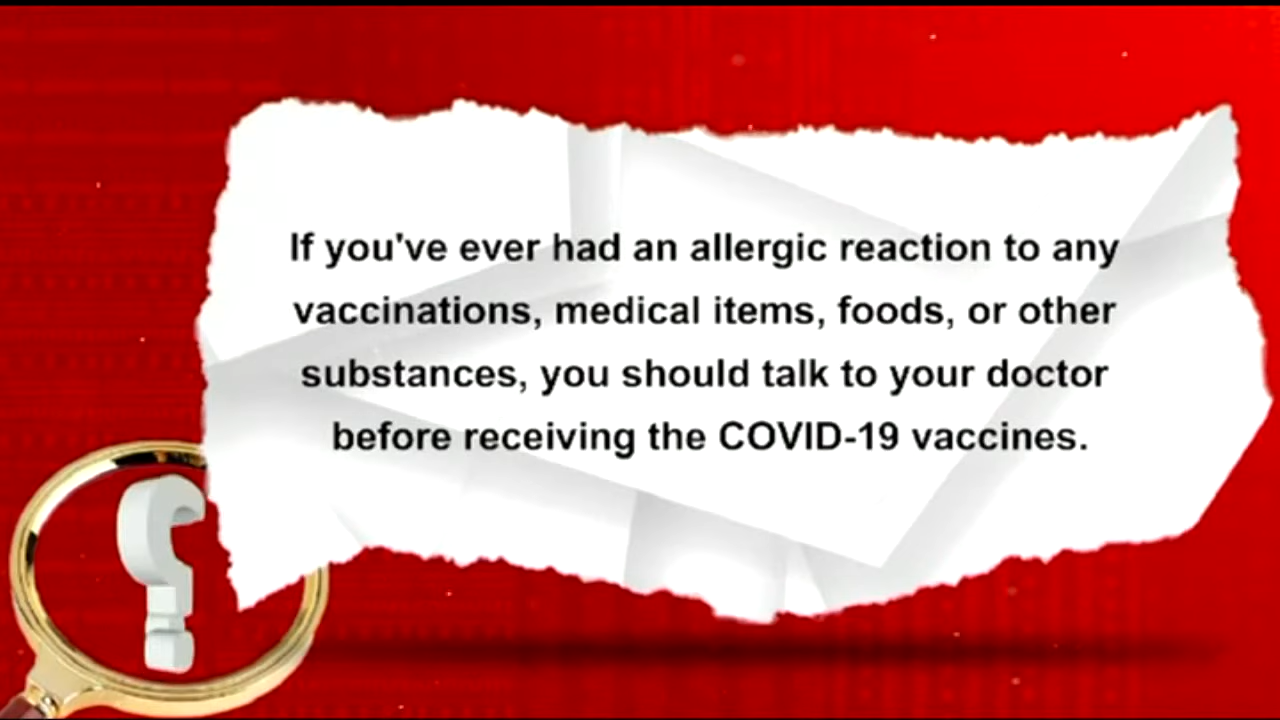 If you've ever had an allergic reaction to any
vaccinations, medical items, foods, or other
substances, you should talk to your doctor
before receiving the COVID-19 vaccines.